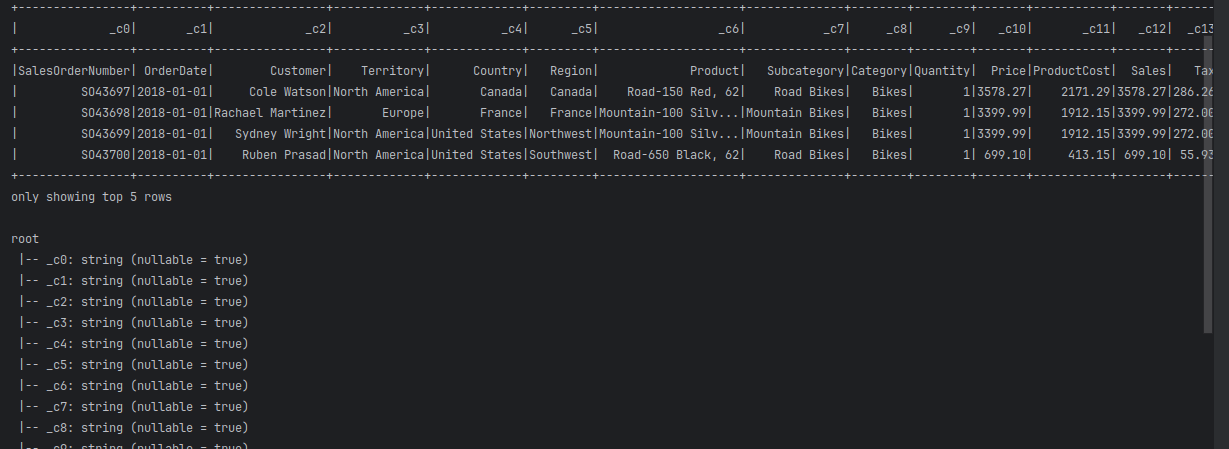 +----------------+----------+----------------+-------------+-------------+---------+--------------------+--------------+--------+--------+-------+-----------+-------+------
|             _c0|       _c1|             _c2|          _c3|          _c4|      _c5|                 _c6|           _c7|     _c8|     _c9|   _c10|       _c11|   _c12|  _c13
+----------------+----------+----------------+-------------+-------------+---------+--------------------+--------------+--------+--------+-------+-----------+-------+------
|SalesOrderNumber| OrderDate|        Customer|    Territory|      Country|   Region|             Product|   Subcategory|Category|Quantity|  Price|ProductCost|  Sales|   Tax
|         SO43697|2018-01-01|     Cole Watson|North America|       Canada|   Canada|    Road-150 Red, 62|    Road Bikes|   Bikes|       1|3578.27|    2171.29|3578.27|286.26
|         SO43698|2018-01-01|Rachael Martinez|       Europe|       France|   France|Mountain-100 Silv...|Mountain Bikes|   Bikes|       1|3399.99|    1912.15|3399.99|272.00
|         SO43699|2018-01-01|   Sydney Wright|North America|United States|Northwest|Mountain-100 Silv...|Mountain Bikes|   Bikes|       1|3399.99|    1912.15|3399.99|272.00
|         SO43700|2018-01-01|    Ruben Prasad|North America|United States|Southwest|  Road-650 Black, 62|    Road Bikes|   Bikes|       1| 699.10|     413.15| 699.10| 55.93
+----------------+----------+----------------+-------------+-------------+---------+--------------------+--------------+--------+--------+-------+-----------+-------+------
only showing top 5 rows
root
 |-- _c0: string (nullable = true)
 |-- _c1: string (nullable = true)
 |-- _c2: string (nullable = true)
 |-- _c3: string (nullable = true)
 |-- _c4: string (nullable = true)
 |-- _c5: string (nullable = true)
 |-- _c6: string (nullable = true)
 |-- _c7: string (nullable = true)
 |-- _c8: string (nullable = true)
 |-- _c9: string (nullable = true)